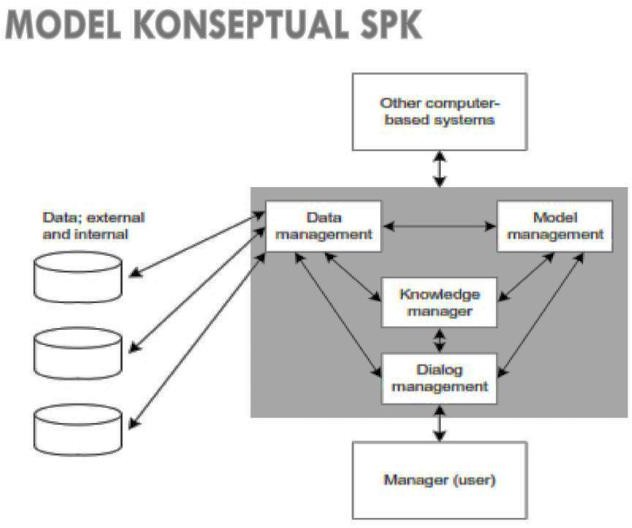 MODEL KONSEPTUAL SPK
Other computer-
based systems
Data; external
and internal
Data
management
Model
management
Knowledge
manager
Dialog
management
Manager (user)